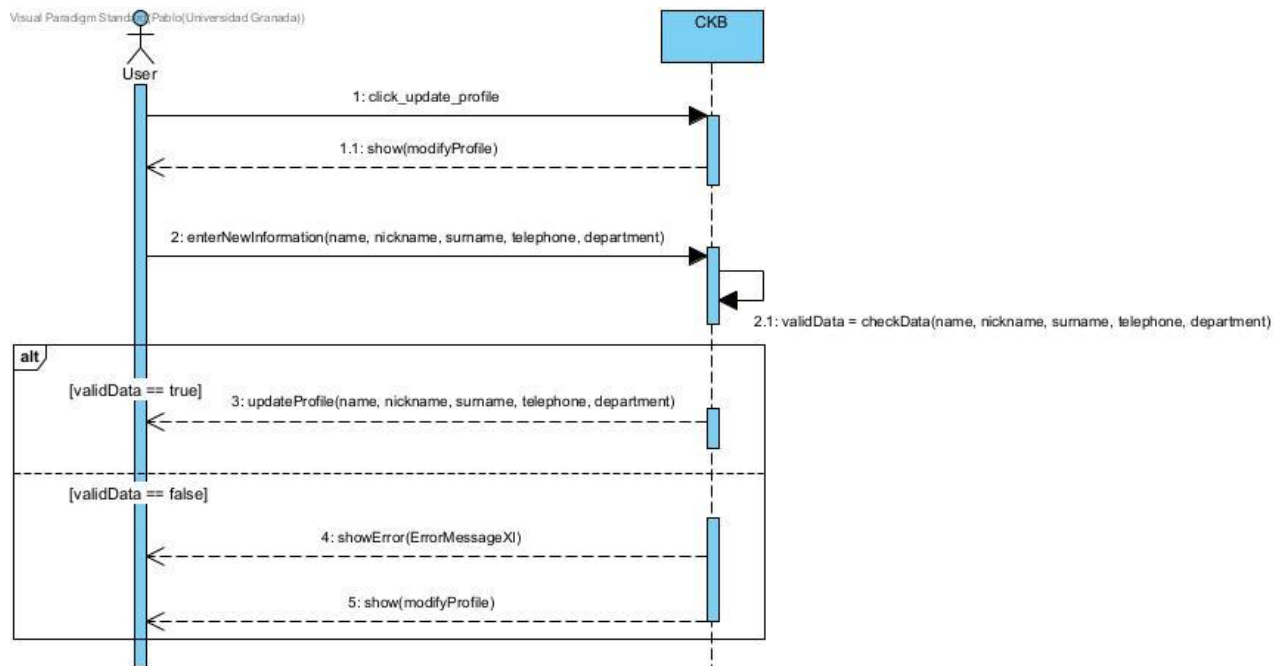 Visual Paradigm Standard(Pablo(Universidad Granada))
CKB
User
1: click_update_profile
1.1: show(modifyProfile)
2: enterNewInformation(name, nickname, surname, telephone, department)
2.1: validData = checkData(name, nickname, surname, telephone, department)
alt
[validData == true]
3: updateProfile(name, nickname, surname, telephone, department)
[validData == false]
4: showError(ErrorMessageXI)
5: show(modifyProfile)